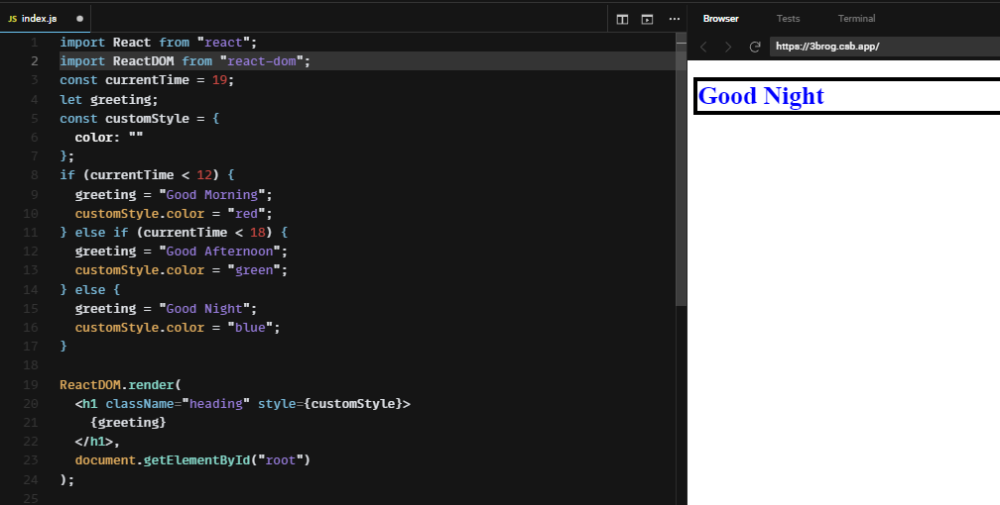 JS index.js
Browser Tests Terminal
https://3brog.csb.app/
1 import React from "react";
2 import ReactDOM from "react-dom";
3 const currentTime = 19;
4 let greeting;
5 const customStyle = {
6 color: ""
7 };
8 if (currentTime < 12) {
9 greeting = "Good Morning";
10 customStyle.color = "red";
11 } else if (currentTime < 18) {
12 greeting = "Good Afternoon";
13 customStyle.color = "green";
14 } else {
15 greeting = "Good Night";
16 customStyle.color = "blue";
17 }
18
19 ReactDOM.render(
20 <h1 className="heading" style={customStyle}>
21 {greeting}
22 </h1>,
23 document.getElementById("root")
24 );
25
Good Night